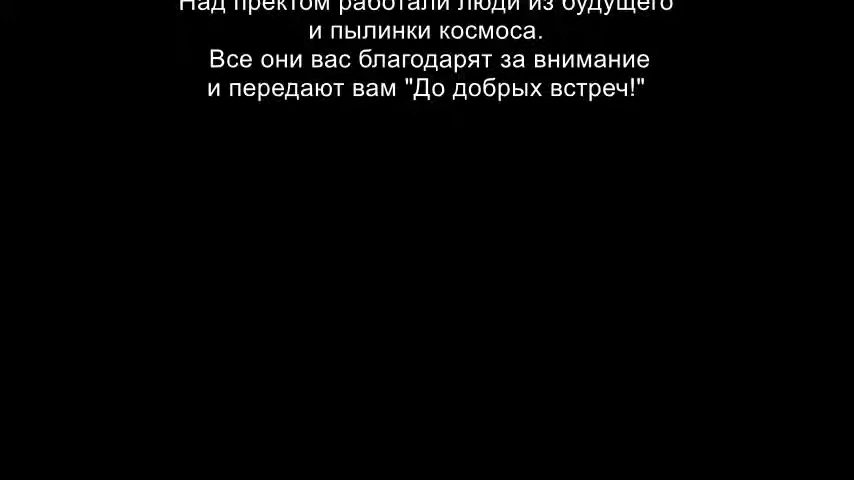 Над пректом работали люди из будущего
и пылинки космоса.
Все они вас благодарят за внимание
и передают вам "До добрых встреч!"